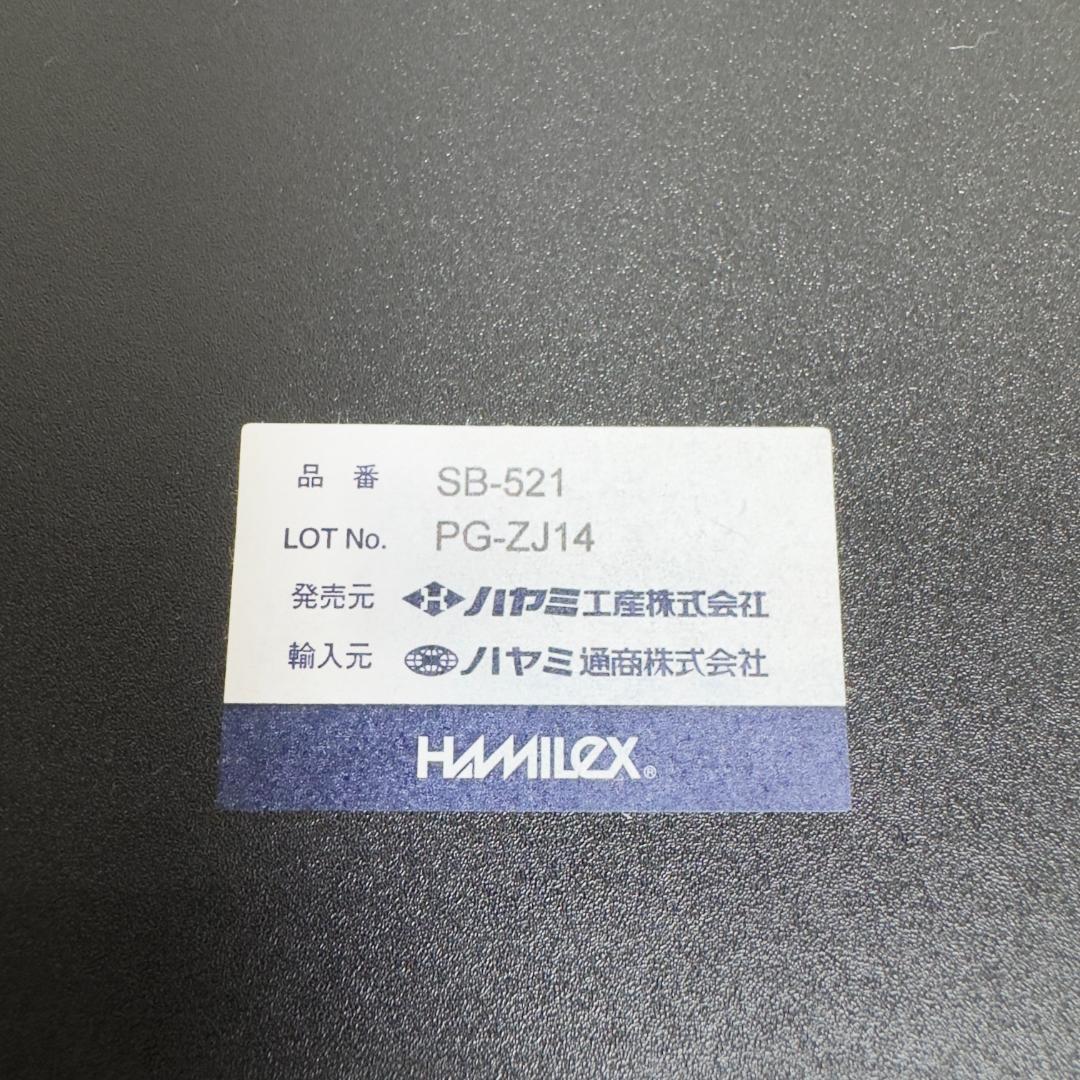 品 番 SB-521
LOT No. PG-ZJ14
発売元 ハヤミ工産株式会社
輸入元 ハヤミ通商株式会社
HAMILEX®